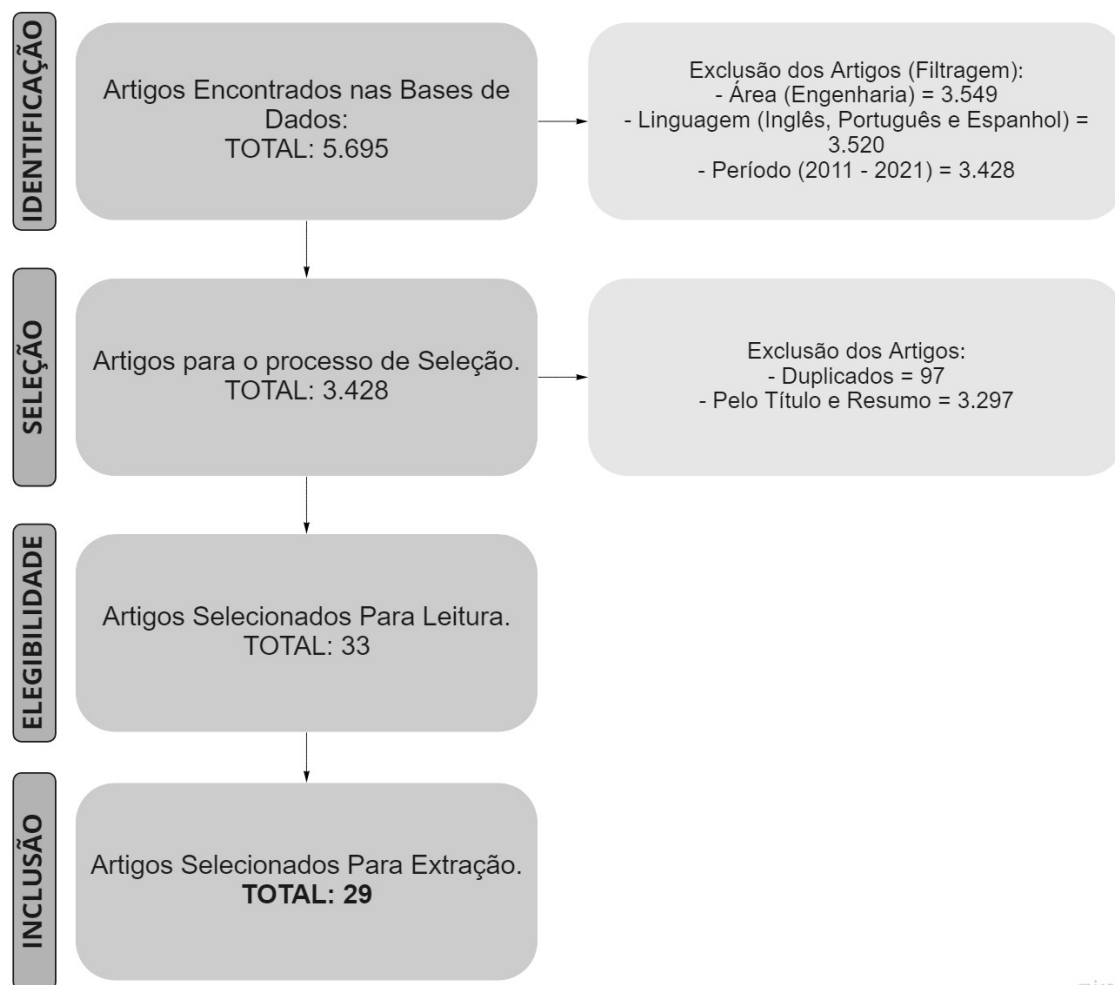 IDENTIFICAÇÃO
Artigos Encontrados nas Bases de
Dados:
TOTAL: 5.695
Exclusão dos Artigos (Filtragem):
- Área (Engenharia) = 3.549
- Linguagem (Inglês, Português e Espanhol) =
3.520
- Período (2011 - 2021) = 3.428
SELEÇÃO
Artigos para o processo de Seleção.
TOTAL: 3.428
Exclusão dos Artigos:
- Duplicados = 97
- Pelo Título e Resumo = 3.297
ELEGIBILIDADE
Artigos Selecionados Para Leitura.
TOTAL: 33
INCLUSÃO
Artigos Selecionados Para Extração.
TOTAL: 29